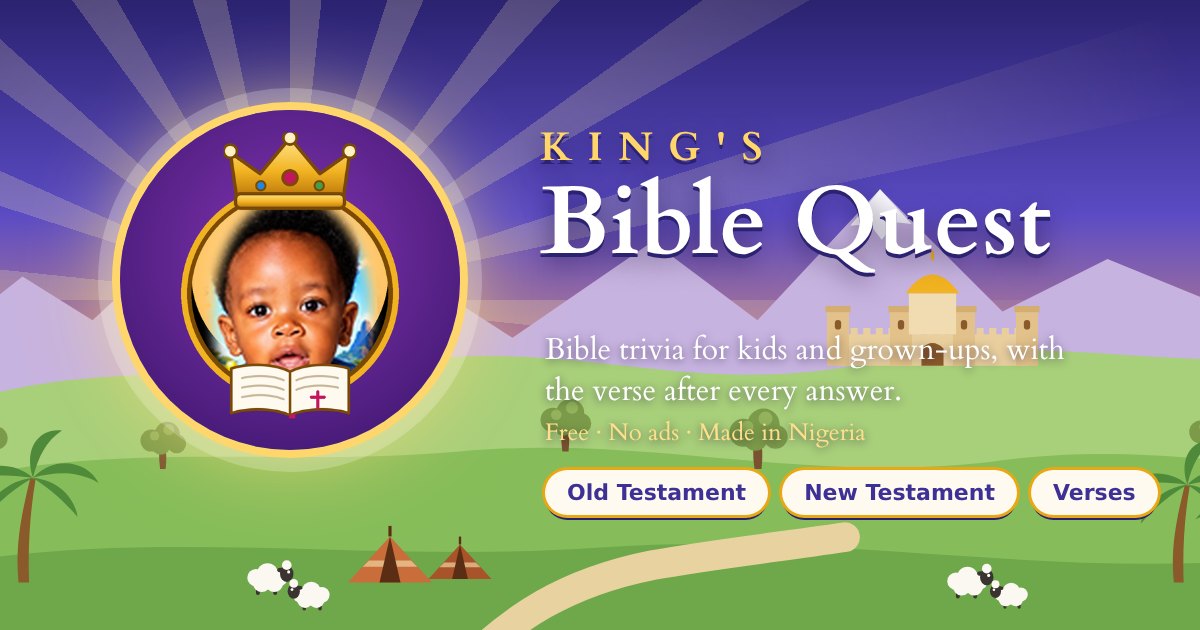 KING'S
Bible Quest
Bible trivia for kids and grown-ups, with
the verse after every answer.
Free · No ads · Made in Nigeria
Old Testament
New Testament
Verses